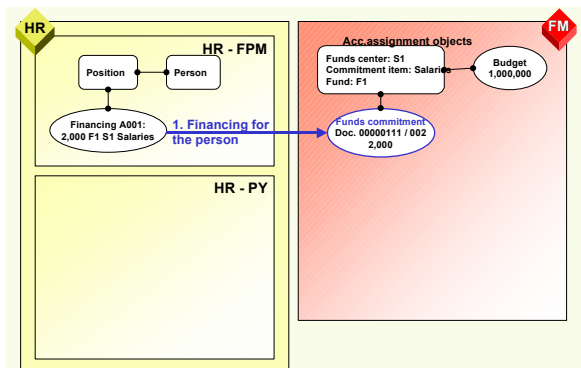 HR
FM
HR - FPM
Position
Person
Financing A001:
2,000 F1 S1 Salaries
1. Financing for
the person
HR - PY
Acc.assignment objects
Funds center: S1
Commitment item: Salaries
Fund: F1
Budget
1,000,000
Funds commitment
Doc. 00000111 / 002
2,000